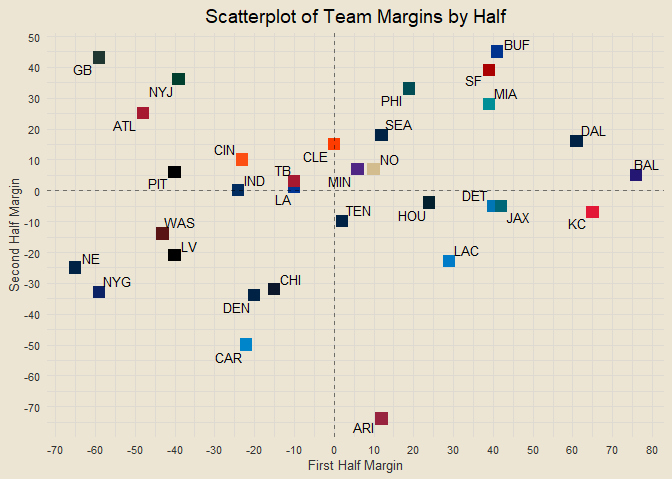 Scatterplot of Team Margins by Half
50
BUF
GB
40
NYJ
SF
MIA
30
PHI
ATL
20
SEA
DAL
CIN
CLE
10
NO
BAL
PIT
IND
TB
MIN
0
LA
DET
-10
WAS
TEN
HOU
JAX
KC
-20
LV
LAC
NE
-30
NYG
CHI
DEN
-40
-50
CAR
-60
-70
ARI
Second Half Margin
-70 -60 -50 -40 -30 -20 -10 0 10 20 30 40 50 60 70 80
First Half Margin